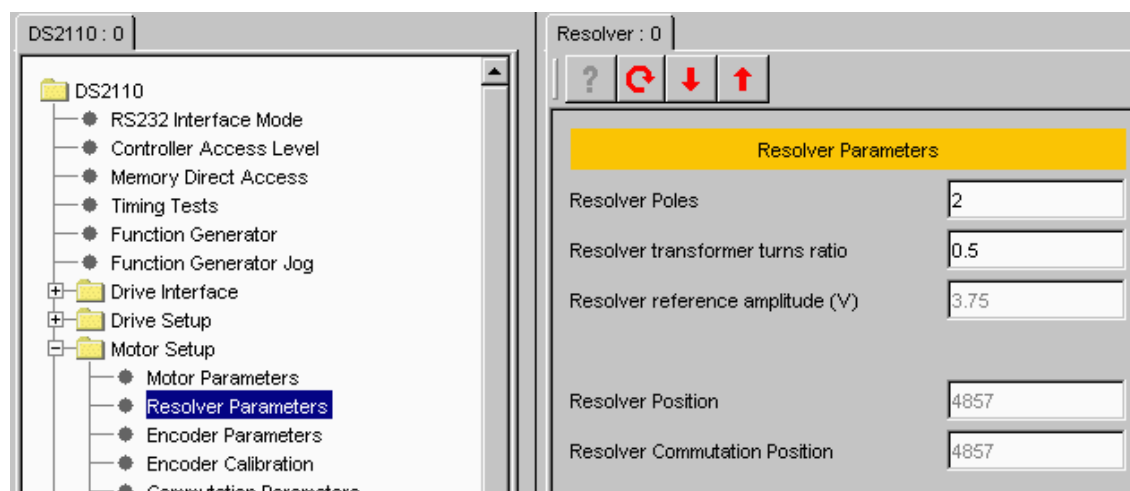 DS2110 : 0
DS2110
RS232 Interface Mode
Controller Access Level
Memory Direct Access
Timing Tests
Function Generator
Function Generator Jog
Drive Interface
Drive Setup
Motor Setup
Motor Parameters
Resolver Parameters
Encoder Parameters
Encoder Calibration
Commutation Parameters
Resolver : 0
?
Resolver Parameters
Resolver Poles 2
Resolver transformer turns ratio 0.5
Resolver reference amplitude (V) 3.75
Resolver Position 4857
Resolver Commutation Position 4857